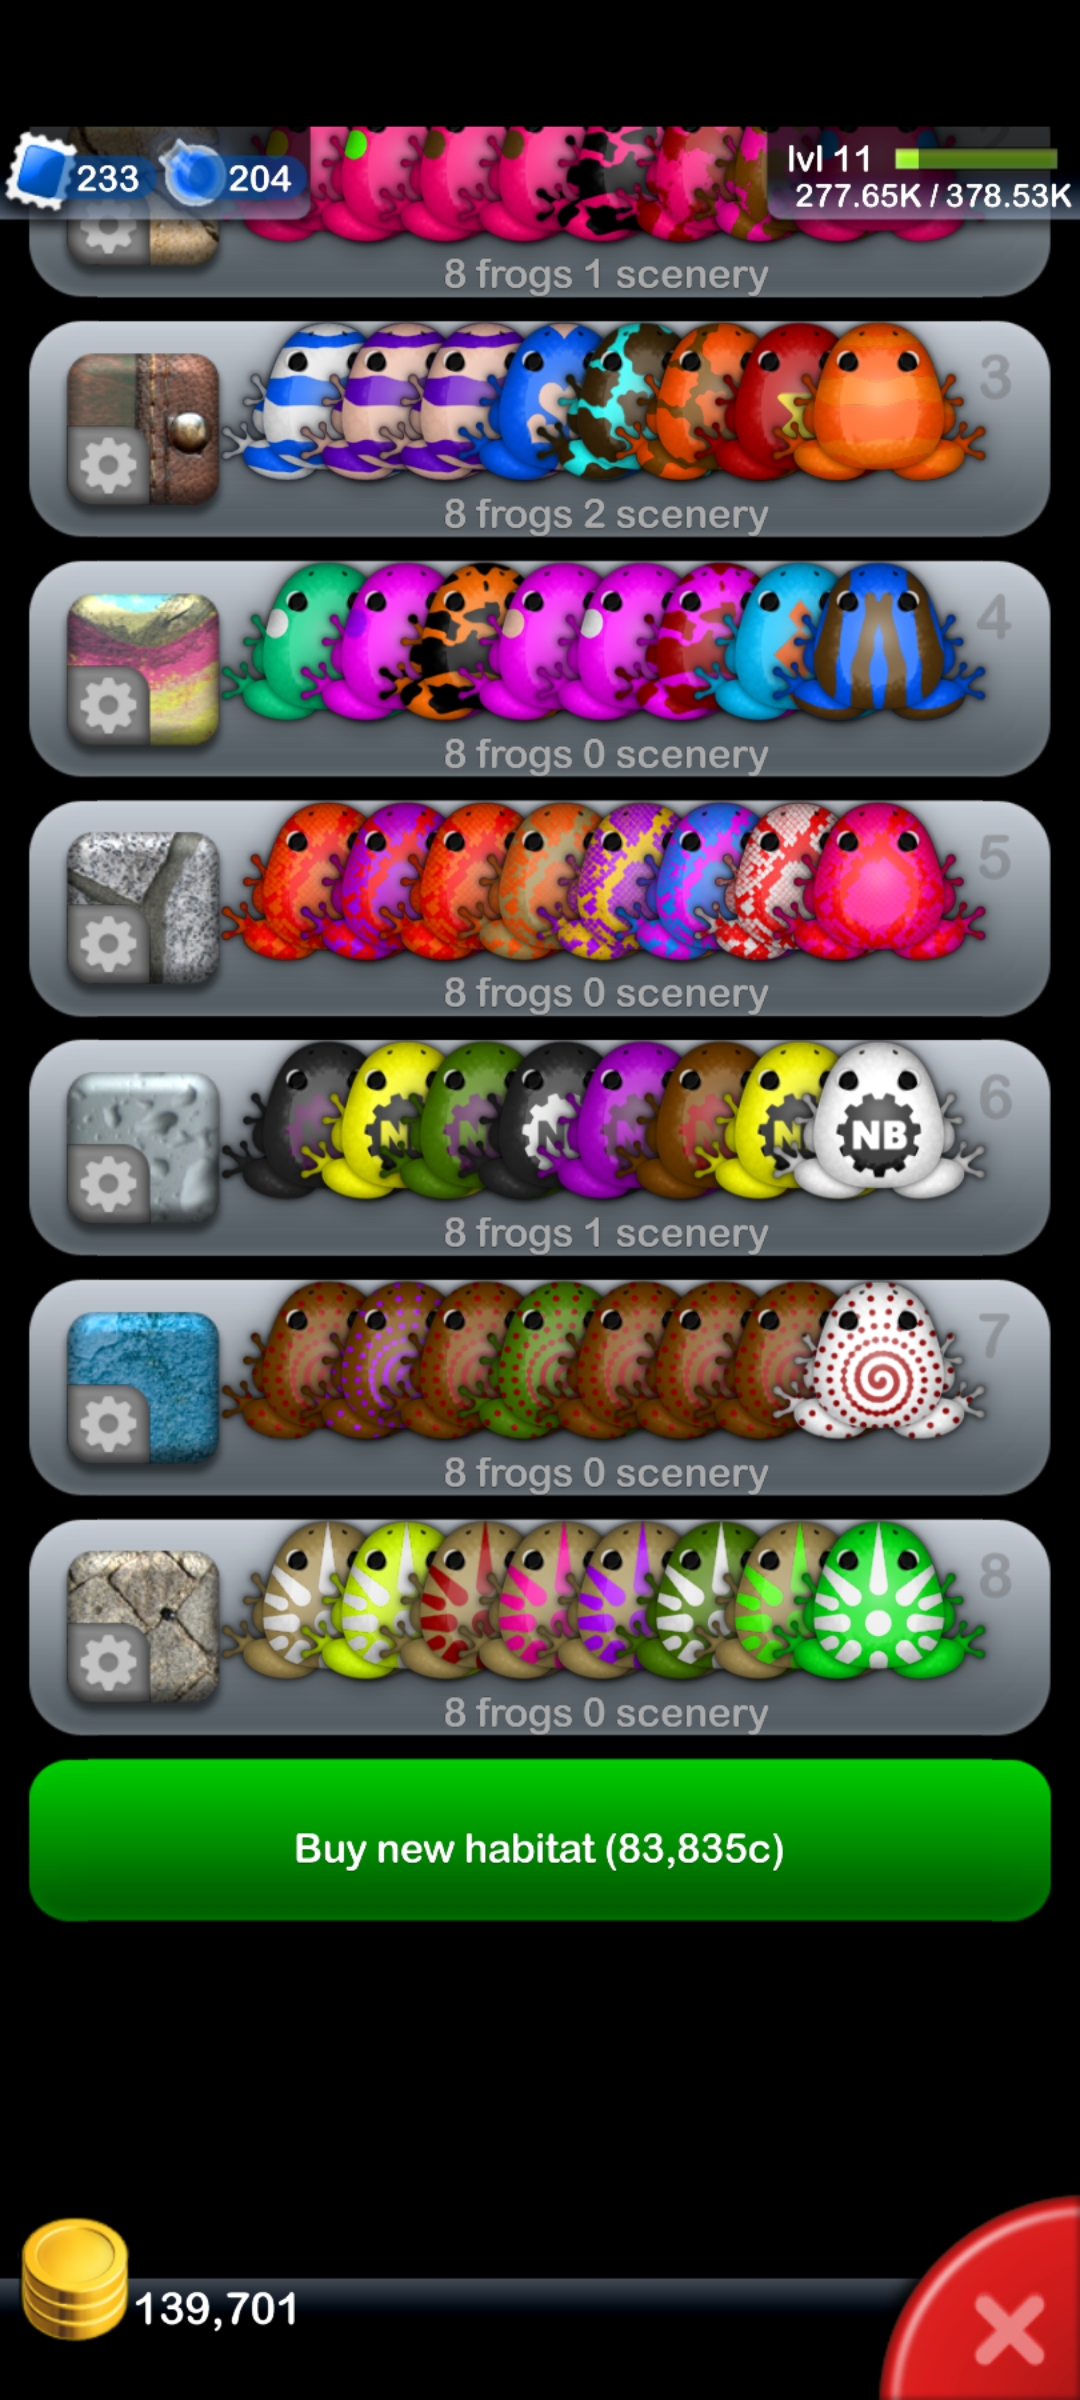 233
204
lvl 11
277.65K / 378.53K
8 frogs 1 scenery
3
8 frogs 2 scenery
4
8 frogs 0 scenery
5
8 frogs 0 scenery
6
N
N
N
N
N
NB
8 frogs 1 scenery
7
8 frogs 0 scenery
8
8 frogs 0 scenery
Buy new habitat (83,835c)
139,701